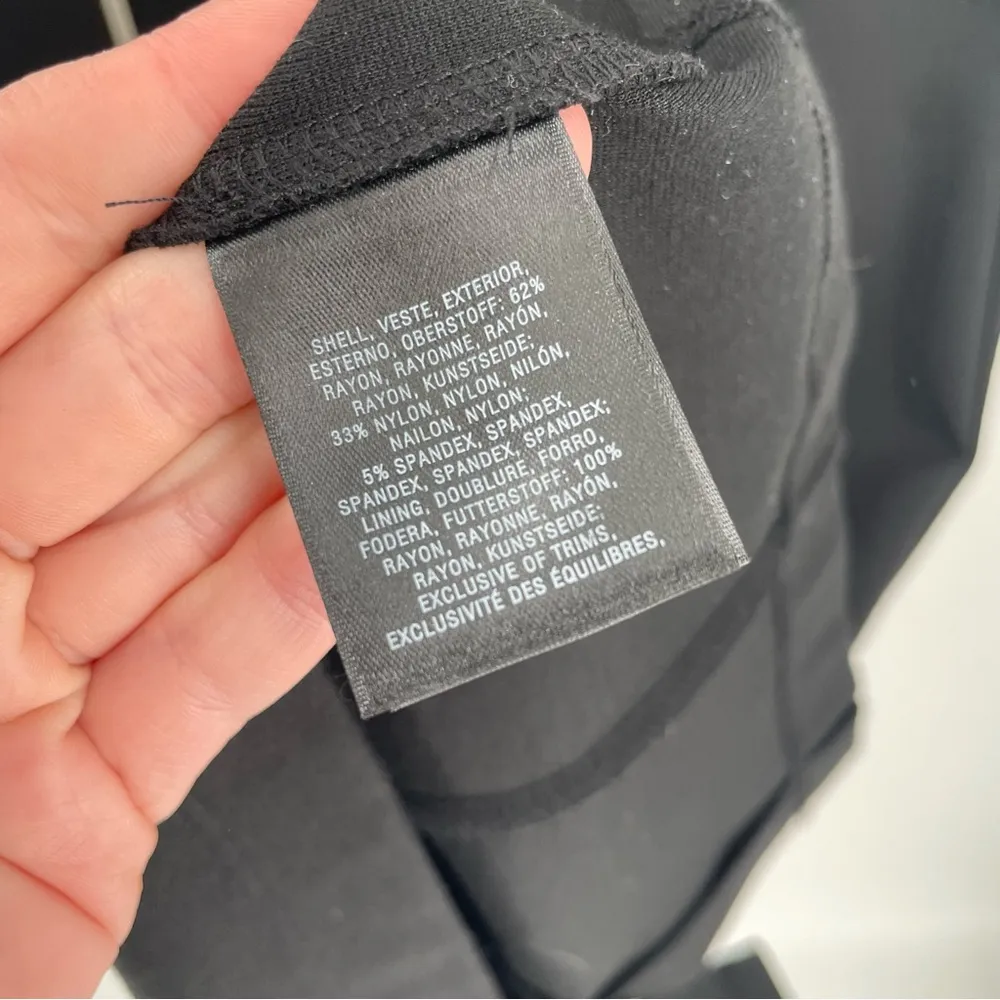 SHELL, VESTE, EXTERIOR,
ESTERNO, OBERSTOFF: 62%
RAYON, RAYONNE, RAYÓN,
RAYON, KUNSTSEIDE;
33% NYLON, NYLON, NILÓN,
NAILON, NYLON;
5% SPANDEX, SPANDEX,
SPANDEX, SPANDEX, SPANDEX;
LINING, DOUBLURE, FORRO,
FODERA, FUTTERSTOFF: 100%
RAYON, RAYONNE, RAYÓN,
RAYON, KUNSTSEIDE:
EXCLUSIVE OF TRIMS,
EXCLUSIVITÉ DES ÉQUILIBRES,